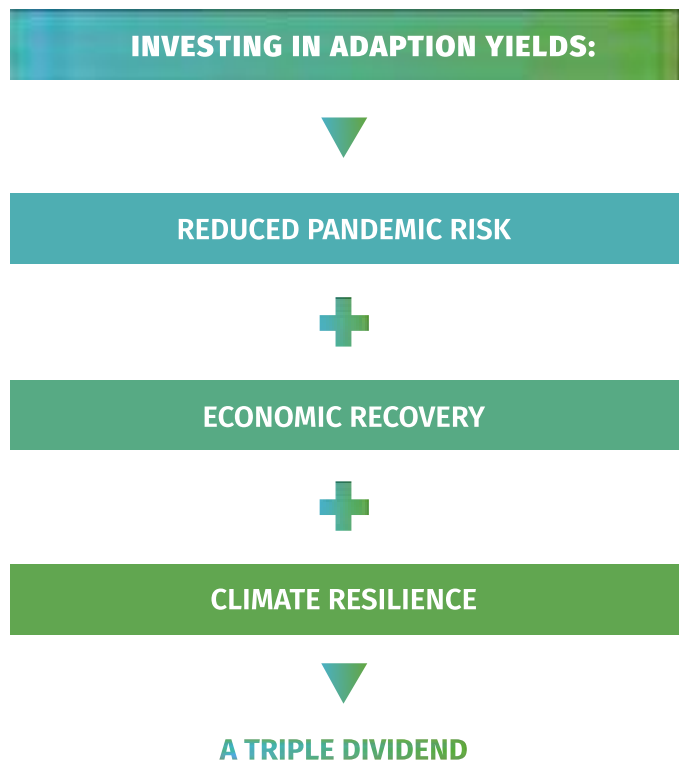 INVESTING IN ADAPTION YIELDS:
REDUCED PANDEMIC RISK
ECONOMIC RECOVERY
CLIMATE RESILIENCE
A TRIPLE DIVIDEND